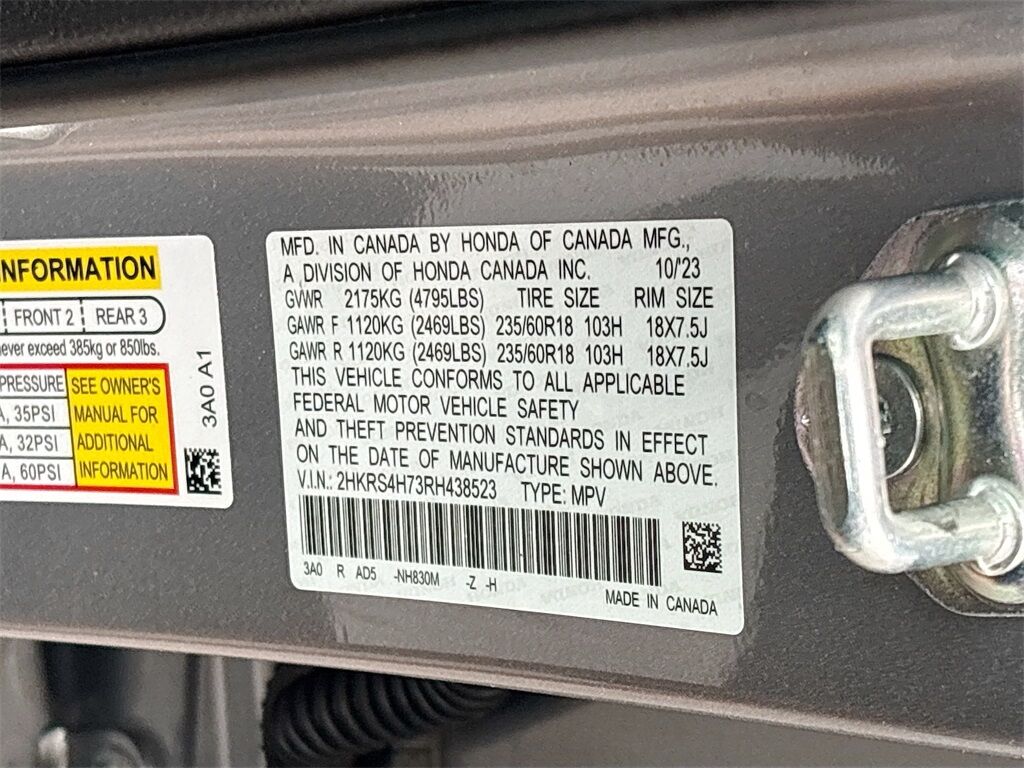 INFORMATION
FRONT 2 REAR 3
never exceed 385kg or 850lbs.
PRESSURE SEE OWNER'S
A, 35PSI MANUAL FOR
A, 32PSI ADDITIONAL
A, 60PSI INFORMATION
3A0 A1
MFD. IN CANADA BY HONDA OF CANADA MFG.,
A DIVISION OF HONDA CANADA INC. 10/'23
GVWR 2175KG (4795LBS) TIRE SIZE RIM SIZE
GAWR F 1120KG (2469LBS) 235/60R18 103H 18X7.5J
GAWR R 1120KG (2469LBS) 235/60R18 103H 18X7.5J
THIS VEHICLE CONFORMS TO ALL APPLICABLE
FEDERAL MOTOR VEHICLE SAFETY
AND THEFT PREVENTION STANDARDS IN EFFECT
ON THE DATE OF MANUFACTURE SHOWN ABOVE.
V.I.N.: 2HKRS4H73RH438523 TYPE: MPV
3A0 R AD5 -NH830M -Z -H
MADE IN CANADA